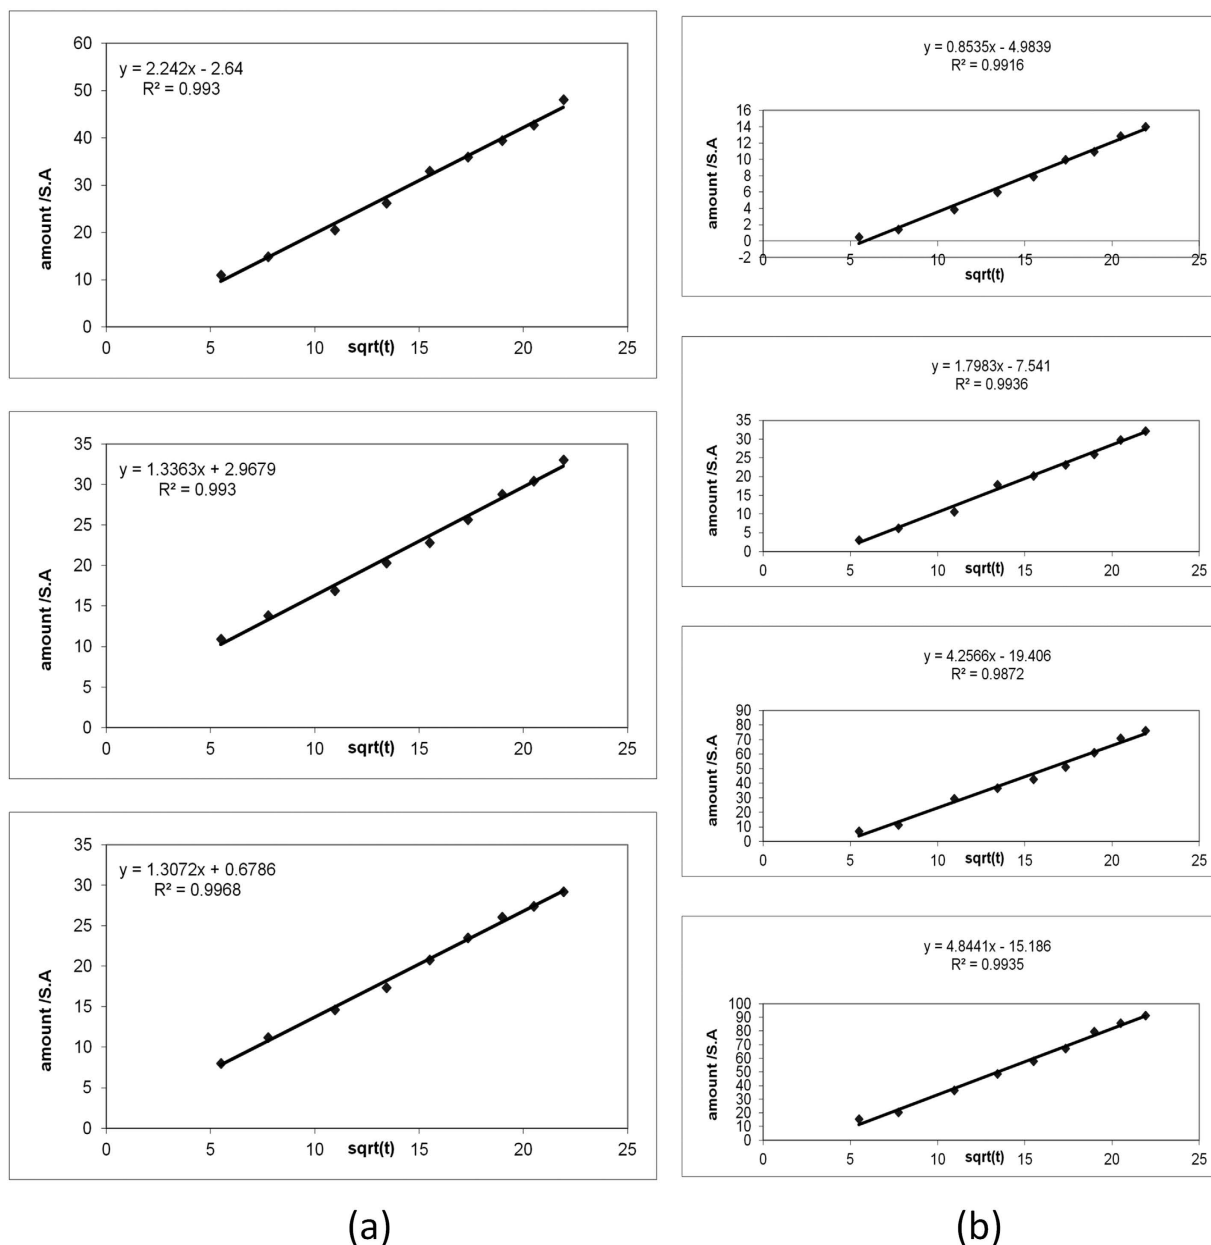 y = 2.242x - 2.64
R² = 0.993
60
50
40
30
20
10
0
amount /S.A
0 5 10 15 20 25
sqrt(t)
y = 1.3363x + 2.9679
R² = 0.993
35
30
25
20
15
10
5
0
amount /S.A
0 5 10 15 20 25
sqrt(t)
y = 1.3072x + 0.6786
R² = 0.9968
35
30
25
20
15
10
5
0
amount /S.A
0 5 10 15 20 25
sqrt(t)
(a)
y = 0.8535x - 4.9839
R² = 0.9916
16
14
12
10
8
6
4
2
0
-2
amount /S.A
0 5 10 15 20 25
sqrt(t)
y = 1.7983x - 7.541
R² = 0.9936
35
30
25
20
15
10
5
0
amount /S.A
0 5 10 15 20 25
sqrt(t)
y = 4.2566x - 19.406
R² = 0.9872
90
80
70
60
50
40
30
20
10
0
amount /S.A
0 5 10 15 20 25
sqrt(t)
y = 4.8441x - 15.186
R² = 0.9935
100
90
80
70
60
50
40
30
20
10
0
amount /S.A
0 5 10 15 20 25
sqrt(t)
(b)